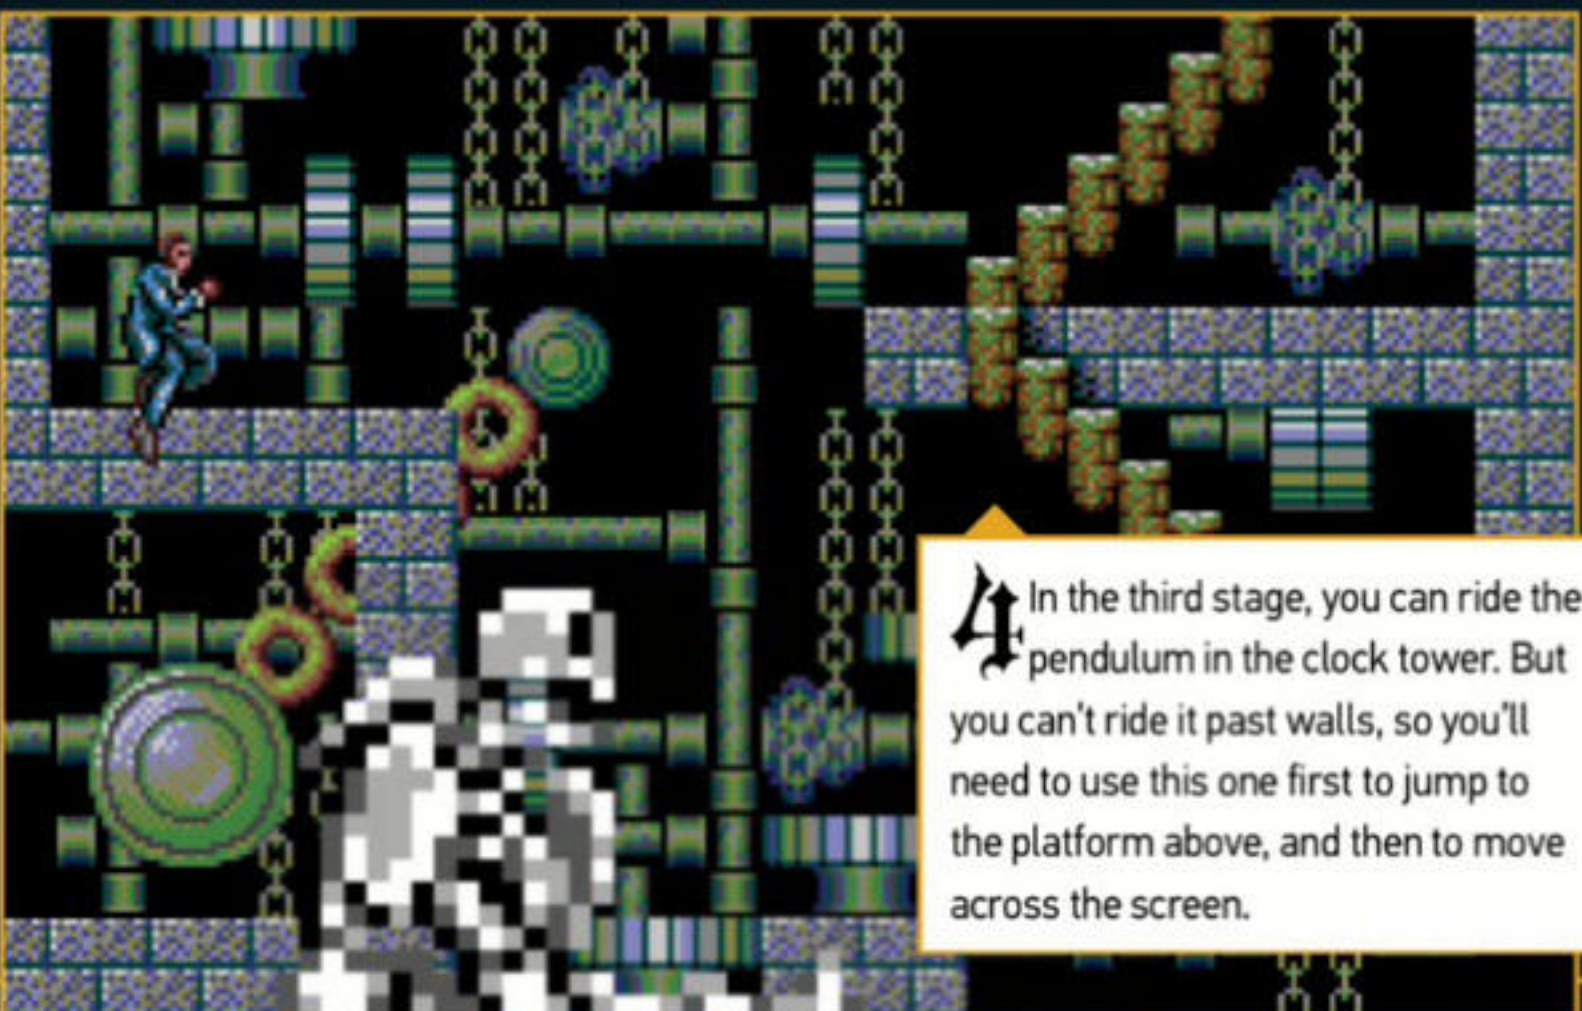 4 In the third stage, you can ride the
pendulum in the clock tower. But
you can't ride it past walls, so you'll
need to use this one first to jump to
the platform above, and then to move
across the screen.